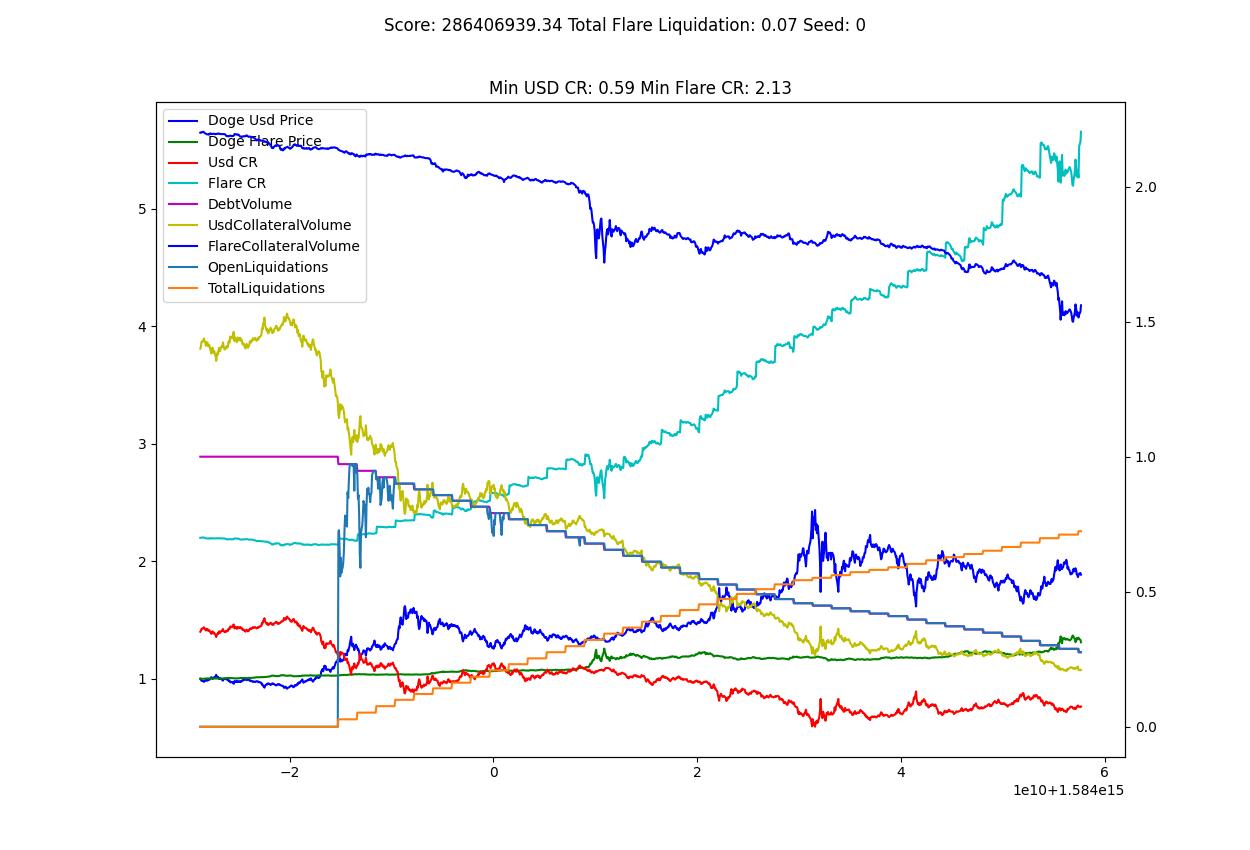 Score: 286406939.34 Total Flare Liquidation: 0.07 Seed: 0
Min USD CR: 0.59 Min Flare CR: 2.13
Doge Usd Price
Doge Flare Price
Usd CR
Flare CR
DebtVolume
UsdCollateralVolume
FlareCollateralVolume
OpenLiquidations
TotalLiquidations
5
4
3
2
1
2.0
1.5
1.0
0.5
0.0
−2
0
2
4
6
1e10+1.584e15